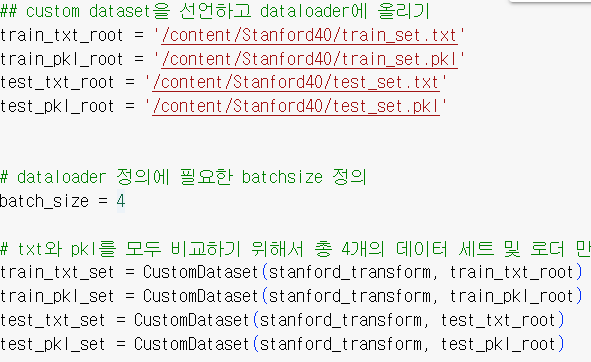 ## custom dataset을 선언하고 dataloader에 올리기
train_txt_root = '/content/Stanford40/train_set.txt'
train_pkl_root = '/content/Stanford40/train_set.pkl'
test_txt_root = '/content/Stanford40/test_set.txt'
test_pkl_root = '/content/Stanford40/test_set.pkl'
# dataloader 정의에 필요한 batchsize 정의
batch_size = 4
# txt와 pkl를 모두 비교하기 위해서 총 4개의 데이터 세트 및 로더 만
train_txt_set = CustomDataset(stanford_transform, train_txt_root)
train_pkl_set = CustomDataset(stanford_transform, train_pkl_root)
test_txt_set = CustomDataset(stanford_transform, test_txt_root)
test_pkl_set = CustomDataset(stanford_transform, test_pkl_root)